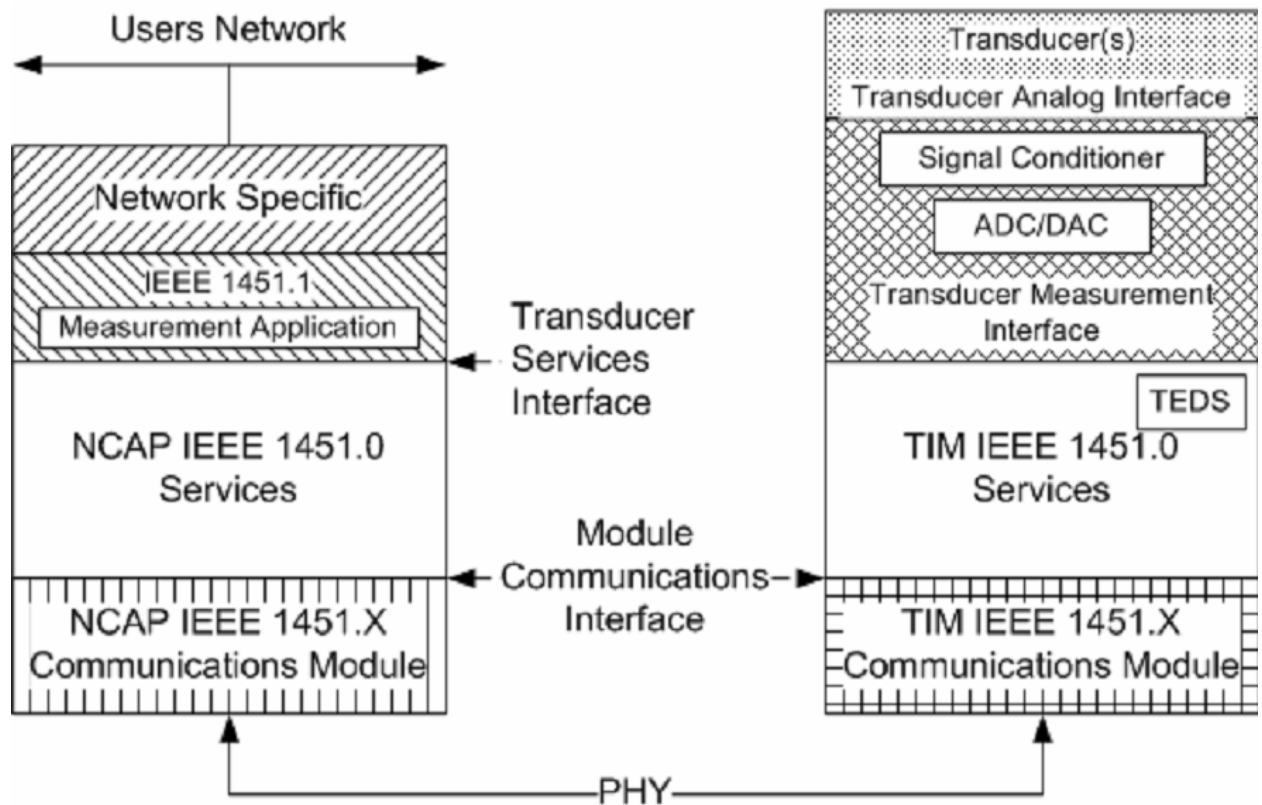 Users Network
Network Specific
IEEE 1451.1
Measurement Application
NCAP IEEE 1451.0
Services
NCAP IEEE 1451.X
Communications Module
Transducer
Services
Interface
Module
Communications
Interface
Transducer(s)
Transducer Analog Interface
Signal Conditioner
ADC/DAC
Transducer Measurement
Interface
TEDS
TIM IEEE 1451.0
Services
TIM IEEE 1451.X
Communications Module
PHY